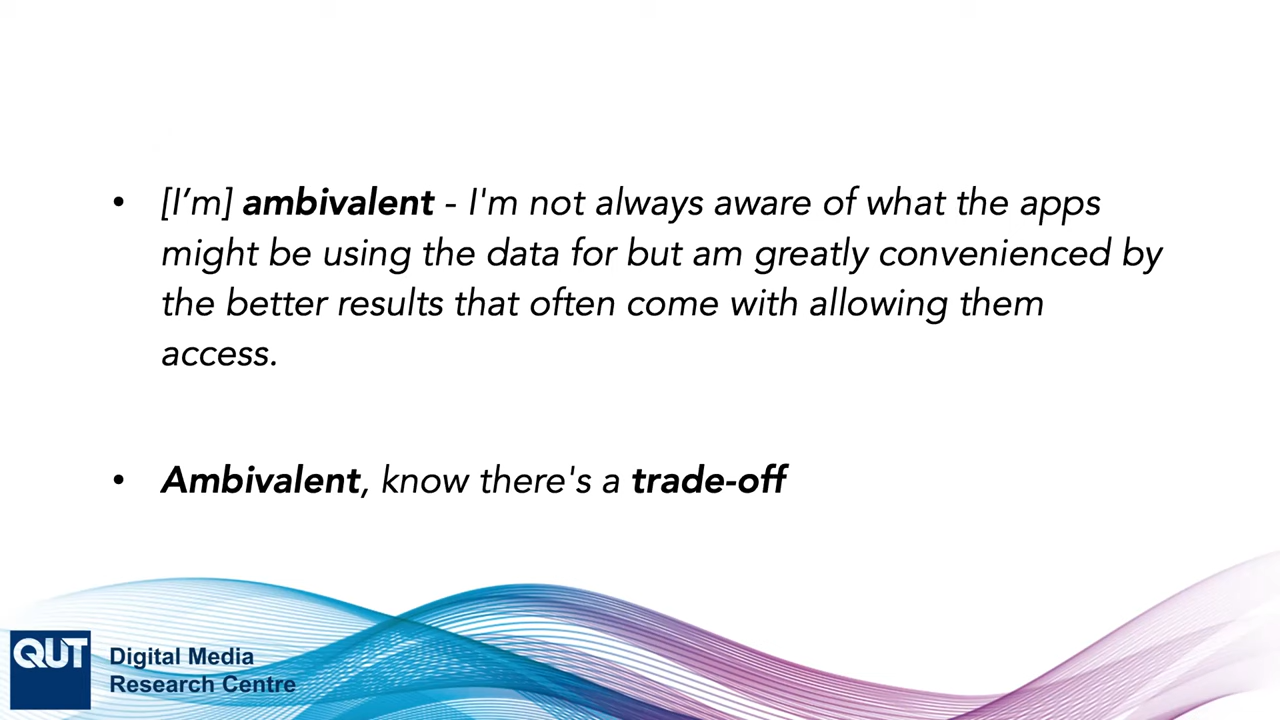 • [I’m] ambivalent - I'm not always aware of what the apps
might be using the data for but am greatly convenienced by
the better results that often come with allowing them
access.
• Ambivalent, know there's a trade-off
QUT
Digital Media
Research Centre